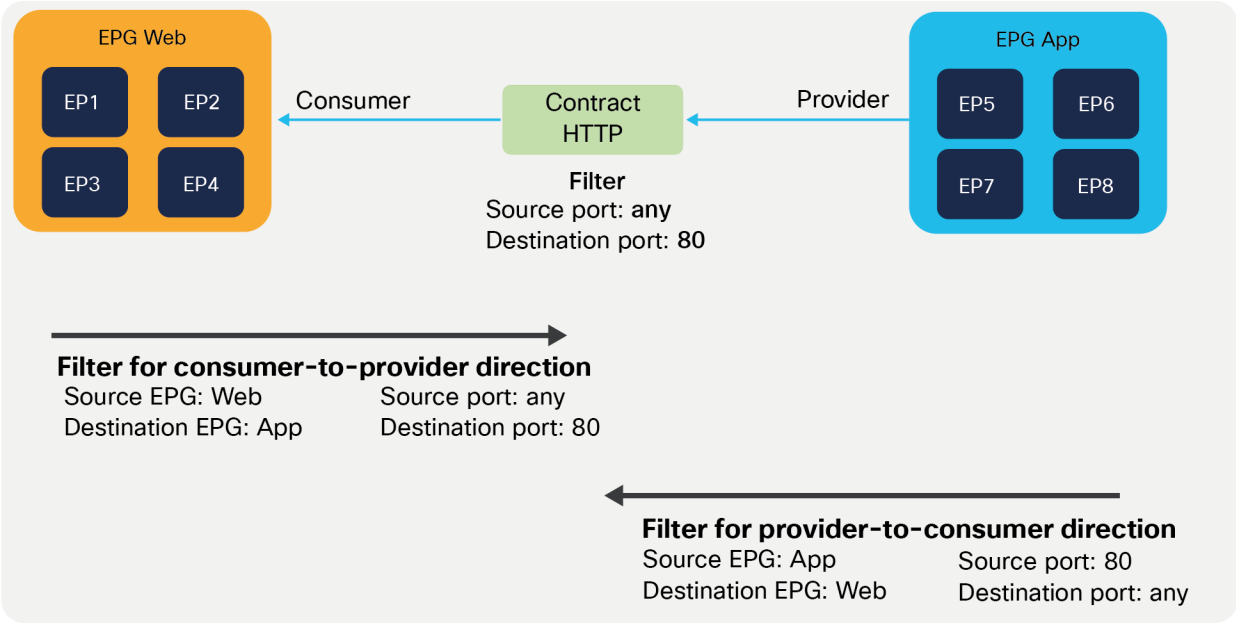 EPG Web
EP1
EP2
EP3
EP4
Consumer
Contract
HTTP
Provider
EPG App
EP5
EP6
EP7
EP8
Filter
Source port: any
Destination port: 80
Filter for consumer-to-provider direction
Source EPG: Web
Source port: any
Destination EPG: App
Destination port: 80
Filter for provider-to-consumer direction
Source EPG: App
Source port: 80
Destination EPG: Web
Destination port: any